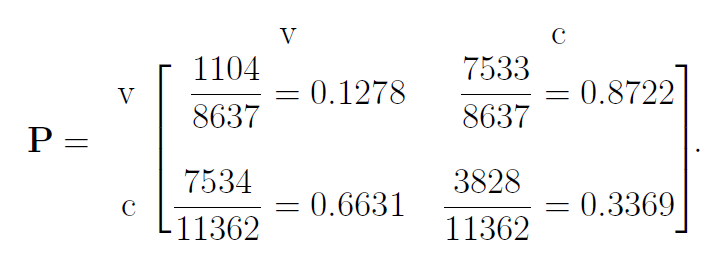 v c
v 1104/8637 = 0.1278 7533/8637 = 0.8722
P =
c 7534/11362 = 0.6631 3828/11362 = 0.3369 .